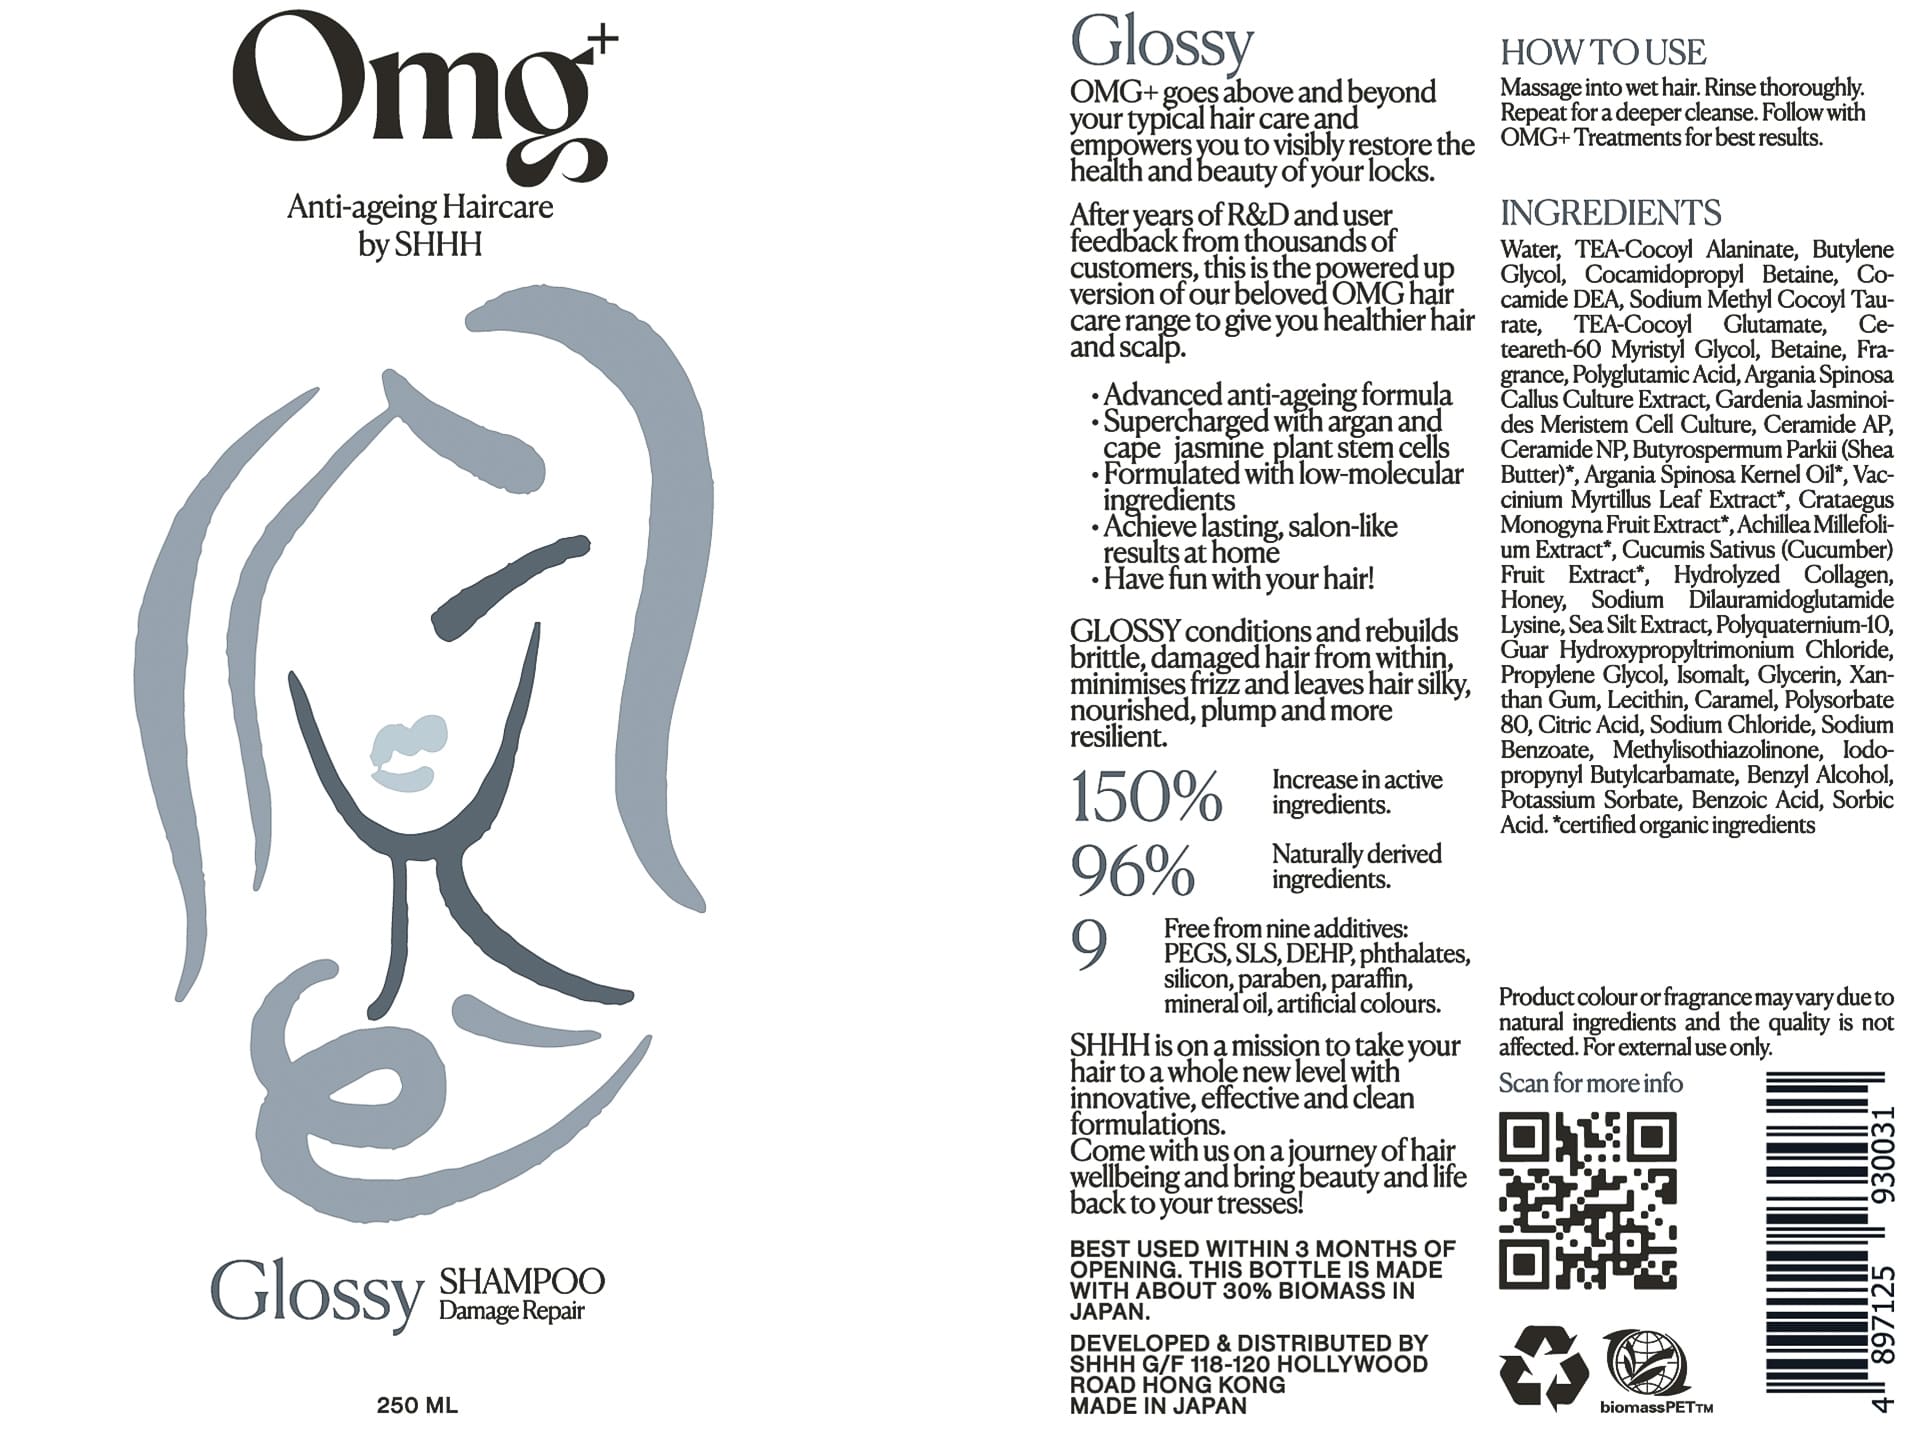 Omg+
Anti-ageing Haircare
by SHHH
Glossy SHAMPOO
Damage Repair
250 ML
Glossy
OMG+ goes above and beyond
your typical hair care and
empowers you to visibly restore the
health and beauty of your locks.
After years of R&D and user
feedback from thousands of
customers, this is the powered up
version of our beloved OMG hair
care range to give you healthier hair
and scalp.
• Advanced anti-ageing formula
• Supercharged with argan and
cape jasmine plant stem cells
• Formulated with low-molecular
ingredients
• Achieve lasting, salon-like
results at home
• Have fun with your hair!
GLOSSY conditions and rebuilds
brittle, damaged hair from within,
minimises frizz and leaves hair silky,
nourished, plump and more
resilient.
150% Increase in active
ingredients.
96% Naturally derived
ingredients.
9 Free from nine additives:
PEGS, SLS, DEHP, phthalates,
silicon, paraben, paraffin,
mineral oil, artificial colours.
SHHH is on a mission to take your
hair to a whole new level with
innovative, effective and clean
formulations.
Come with us on a journey of hair
wellbeing and bring beauty and life
back to your tresses!
BEST USED WITHIN 3 MONTHS OF
OPENING. THIS BOTTLE IS MADE
WITH ABOUT 30% BIOMASS IN
JAPAN.
DEVELOPED & DISTRIBUTED BY
SHHH G/F 118-120 HOLLYWOOD
ROAD HONG KONG
MADE IN JAPAN
HOW TO USE
Massage into wet hair. Rinse thoroughly.
Repeat for a deeper cleanse. Follow with
OMG+ Treatments for best results.
INGREDIENTS
Water, TEA-Cocoyl Alaninate, Butylene
Glycol, Cocamidopropyl Betaine, Co-
camide DEA, Sodium Methyl Cocoyl Tau-
rate, TEA-Cocoyl Glutamate, Ce-
teareth-60 Myristyl Glycol, Betaine, Fra-
grance, Polyglutamic Acid, Argania Spinosa
Callus Culture Extract, Gardenia Jasminoi-
des Meristem Cell Culture, Ceramide AP,
Ceramide NP, Butyrospermum Parkii (Shea
Butter)*, Argania Spinosa Kernel Oil*, Vac-
cinium Myrtillus Leaf Extract*, Crataegus
Monogyna Fruit Extract*, Achillea Millefoli-
um Extract*, Cucumis Sativus (Cucumber)
Fruit Extract*, Hydrolyzed Collagen,
Honey, Sodium Dilauramidoglutamide
Lysine, Sea Silt Extract, Polyquaternium-10,
Guar Hydroxypropyltrimonium Chloride,
Propylene Glycol, Isomalt, Glycerin, Xan-
than Gum, Lecithin, Caramel, Polysorbate
80, Citric Acid, Sodium Chloride, Sodium
Benzoate, Methylisothiazolinone, Iodo-
propynyl Butylcarbamate, Benzyl Alcohol,
Potassium Sorbate, Benzoic Acid, Sorbic
Acid. *certified organic ingredients
Product colour or fragrance may vary due to
natural ingredients and the quality is not
affected. For external use only.
Scan for more info
4 897125 930031
biomassPET™